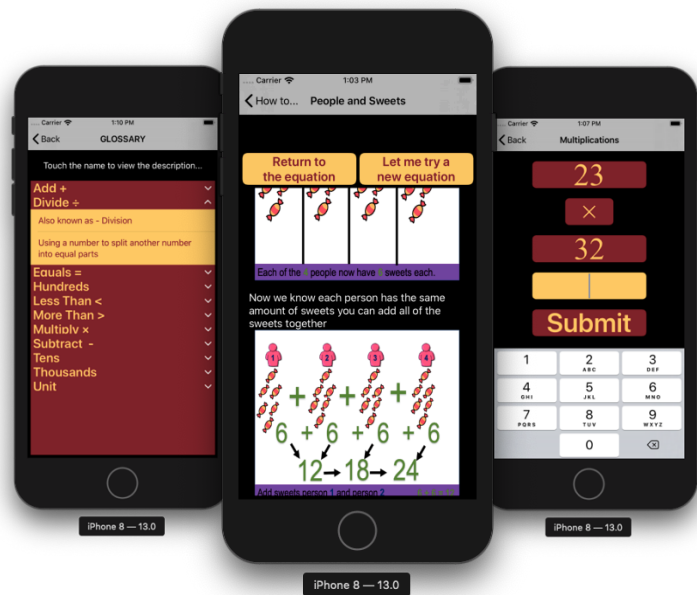 Carrier
1:10 PM
Back
GLOSSARY
Touch the name to view the description...
Add +
Divide ÷
Also known as - Division
Using a number to split another number
into equal parts
Equals =
Hundreds
Less Than <
More Than >
Multiply ×
Subtract -
Tens
Thousands
Unit
iPhone 8 — 13.0
Carrier
1:03 PM
How to...
People and Sweets
Return to
the equation
Let me try a
new equation
Each of the people now have sweets each.
Now we know each person has the same
amount of sweets you can add all of the
sweets together
1 2 3 4
+ + +
6 + 6 + 6 + 6
12 18 24
Add sweets person 1 and person 2
iPhone 8 — 13.0
Carrier
1:07 PM
Back
Multiplications
23
×
32
Submit
1
2 ABC
3 DEF
4 GHI
5 JKL
6 MNO
7 PQRS
8 TUV
9 WXYZ
0
iPhone 8 — 13.0